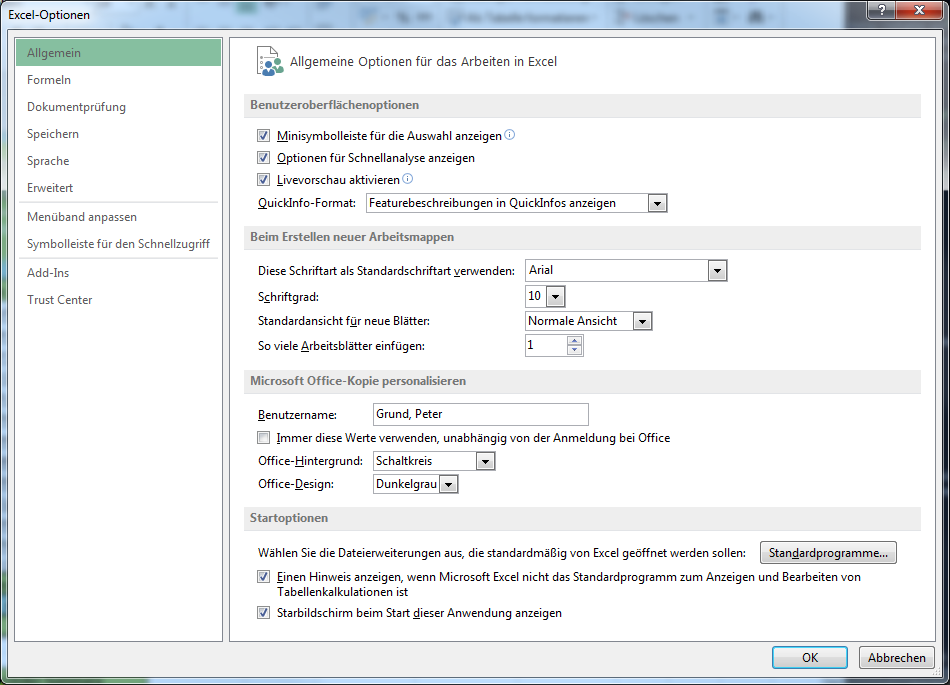 Excel-Optionen
Allgemein
Formeln
Dokumentprüfung
Speichern
Sprache
Erweitert
Menüband anpassen
Symbolleiste für den Schnellzugriff
Add-Ins
Trust Center
Allgemeine Optionen für das Arbeiten in Excel
Benutzeroberflächenoptionen
Minisymbolleiste für die Auswahl anzeigen
Optionen für Schnellanalyse anzeigen
Livevorschau aktivieren
QuickInfo-Format: Featurebeschreibungen in QuickInfos anzeigen
Beim Erstellen neuer Arbeitsmappen
Diese Schriftart als Standardschriftart verwenden: Arial
Schriftgrad: 10
Standardansicht für neue Blätter: Normale Ansicht
So viele Arbeitsblätter einfügen: 1
Microsoft Office-Kopie personalisieren
Benutzername: Grund, Peter
Immer diese Werte verwenden, unabhängig von der Anmeldung bei Office
Office-Hintergrund: Schaltkreis
Office-Design: Dunkelgrau
Startoptionen
Wählen Sie die Dateierweiterungen aus, die standardmäßig von Excel geöffnet werden sollen: Standardprogramme...
Einen Hinweis anzeigen, wenn Microsoft Excel nicht das Standardprogramm zum Anzeigen und Bearbeiten von
Tabellenkalkulationen ist
Starbildschirm beim Start dieser Anwendung anzeigen
OK Abbrechen